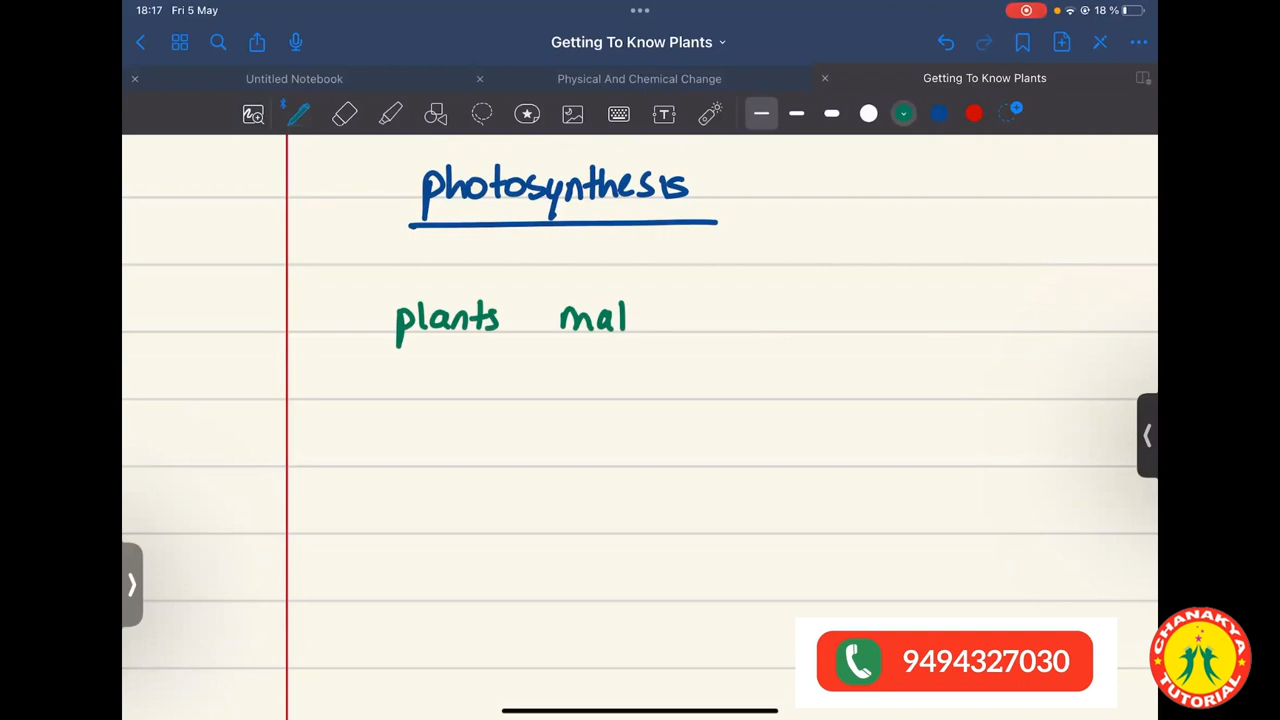 18:17 Fri 5 May 18 %
Getting To Know Plants
Untitled Notebook Physical And Chemical Change Getting To Know Plants
photosynthesis
plants mal
9494327030
CHANAKYA
TUTORIAL